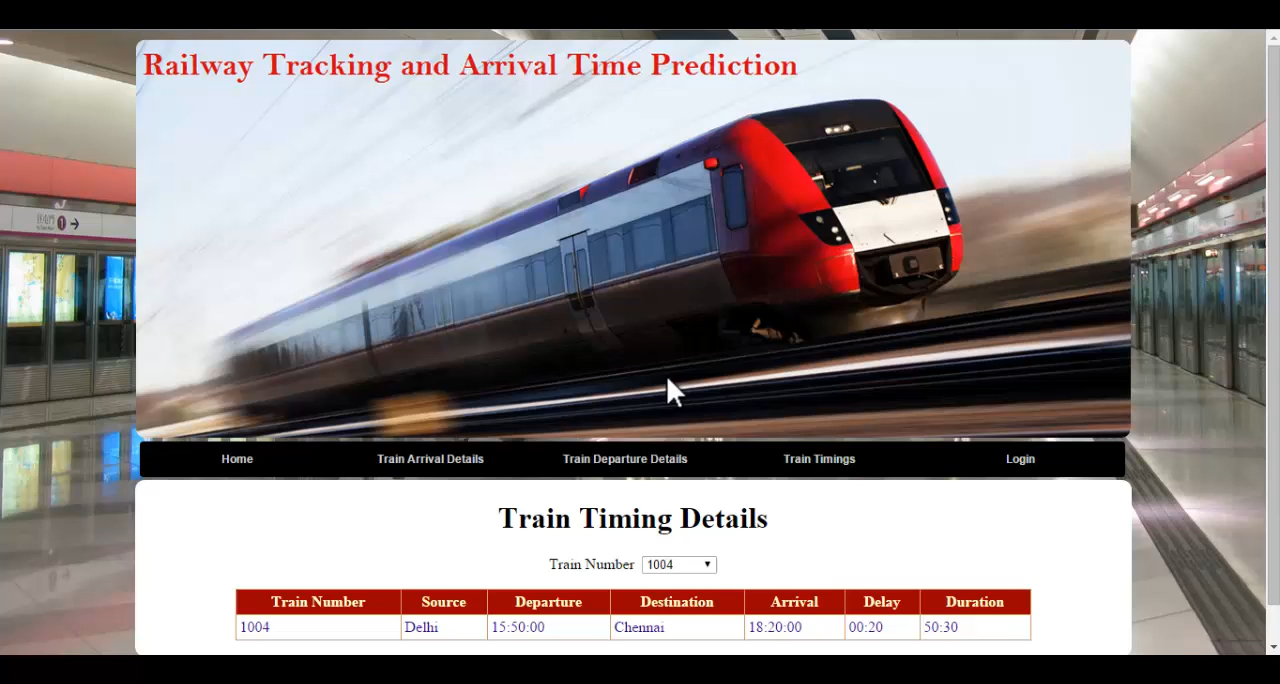 Railway Tracking and Arrival Time Prediction
1
Home Train Arrival Details Train Departure Details Train Timings Login
Train Timing Details
Train Number 1004
Train Number Source Departure Destination Arrival Delay Duration
1004 Delhi 15:50:00 Chennai 18:20:00 00:20 50:30